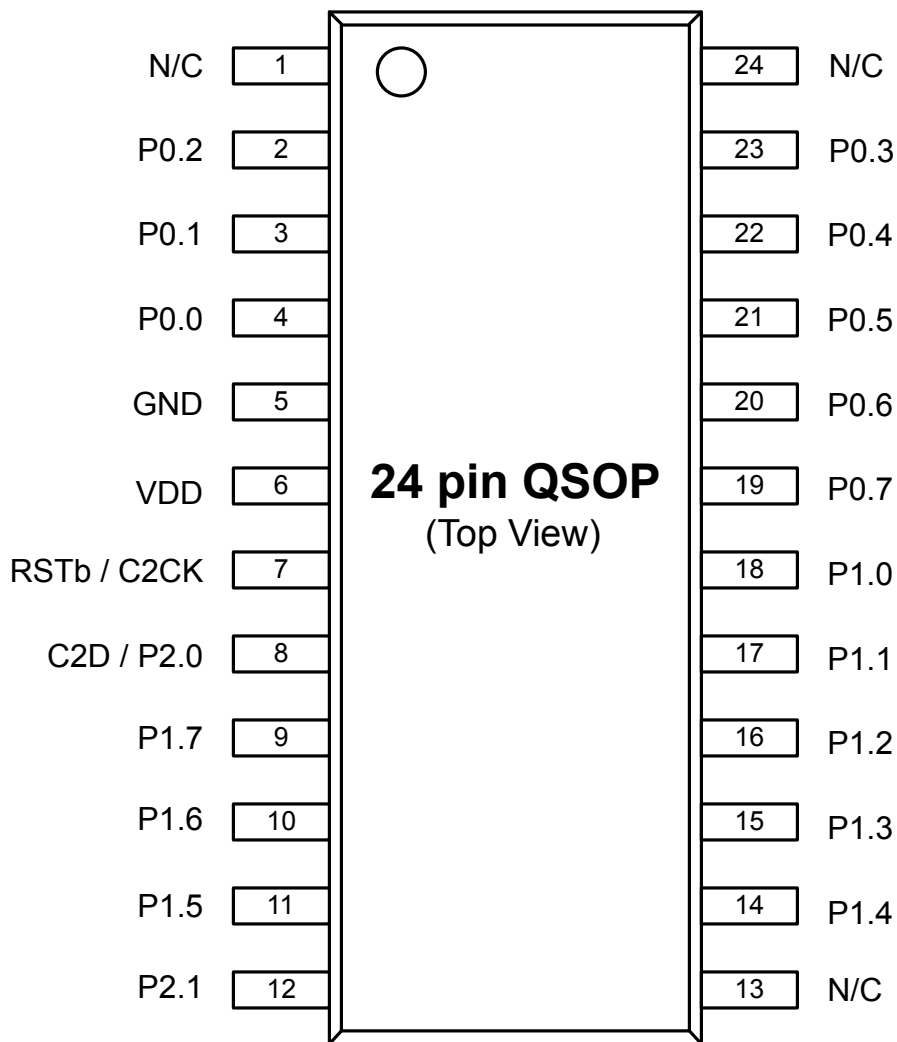 N/C 1 24 N/C
P0.2 2 23 P0.3
P0.1 3 22 P0.4
P0.0 4 21 P0.5
GND 5 20 P0.6
VDD 6 19 P0.7
24 pin QSOP
(Top View)
RSTb / C2CK 7 18 P1.0
C2D / P2.0 8 17 P1.1
P1.7 9 16 P1.2
P1.6 10 15 P1.3
P1.5 11 14 P1.4
P2.1 12 13 N/C